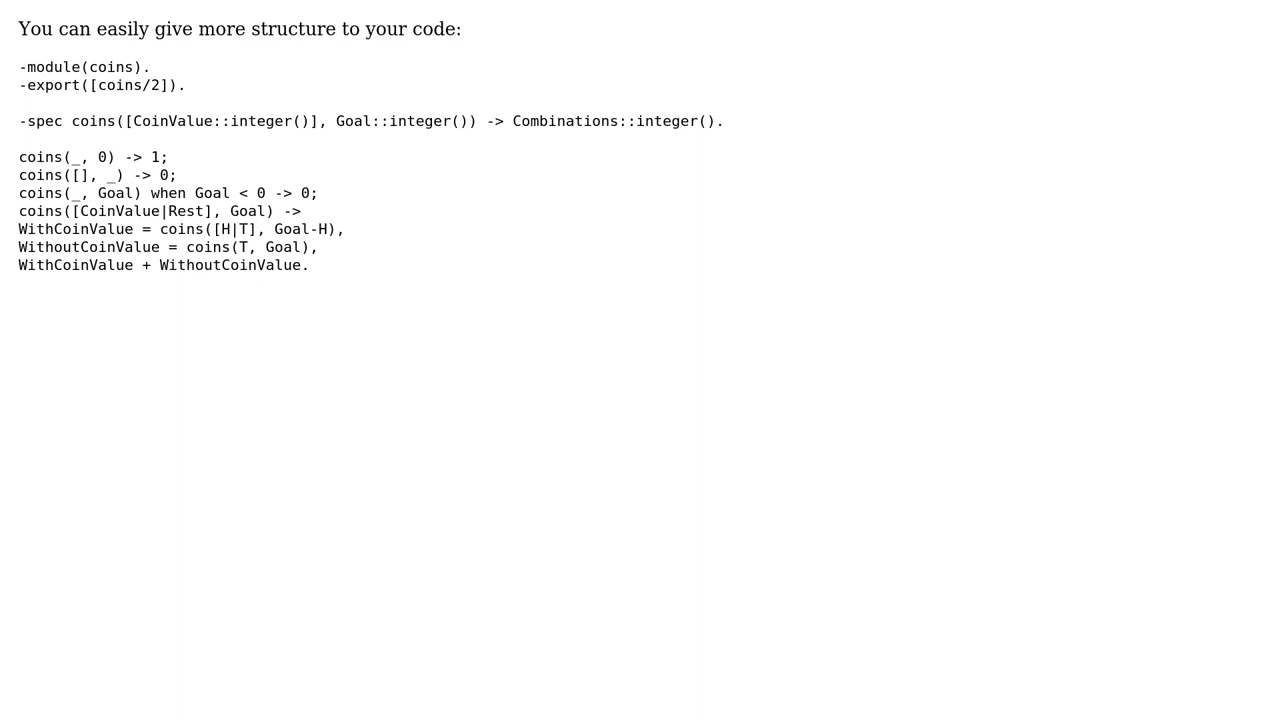 You can easily give more structure to your code:
-module(coins).
-export([coins/2]).
-spec coins([CoinValue::integer()], Goal::integer()) -> Combinations::integer().
coins(_, 0) -> 1;
coins([], _) -> 0;
coins(_, Goal) when Goal < 0 -> 0;
coins([CoinValue|Rest], Goal) ->
WithCoinValue = coins([H|T], Goal-H),
WithoutCoinValue = coins(T, Goal),
WithCoinValue + WithoutCoinValue.